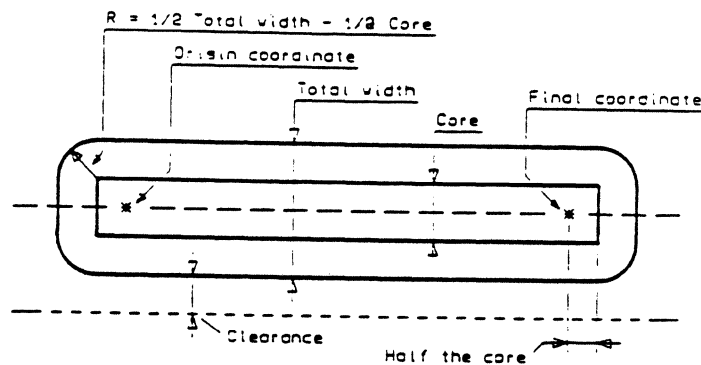 R = 1/2 Total width - 1/2 Core
Origin coordinate
Total width
Final coordinate
Core
Clearance
Half the core